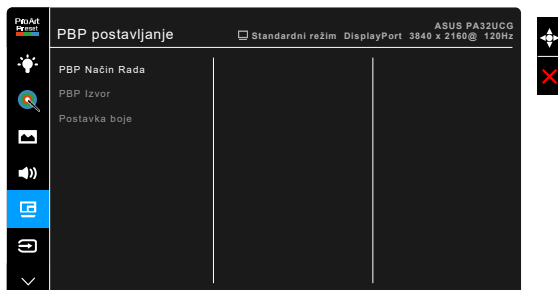 ProArt
Preset
PBP postavljanje
ASUS PA32UCG
Standardni režim DisplayPort 3840 x 2160@ 120Hz
PBP Način Rada
PBP Izvor
Postavka boje